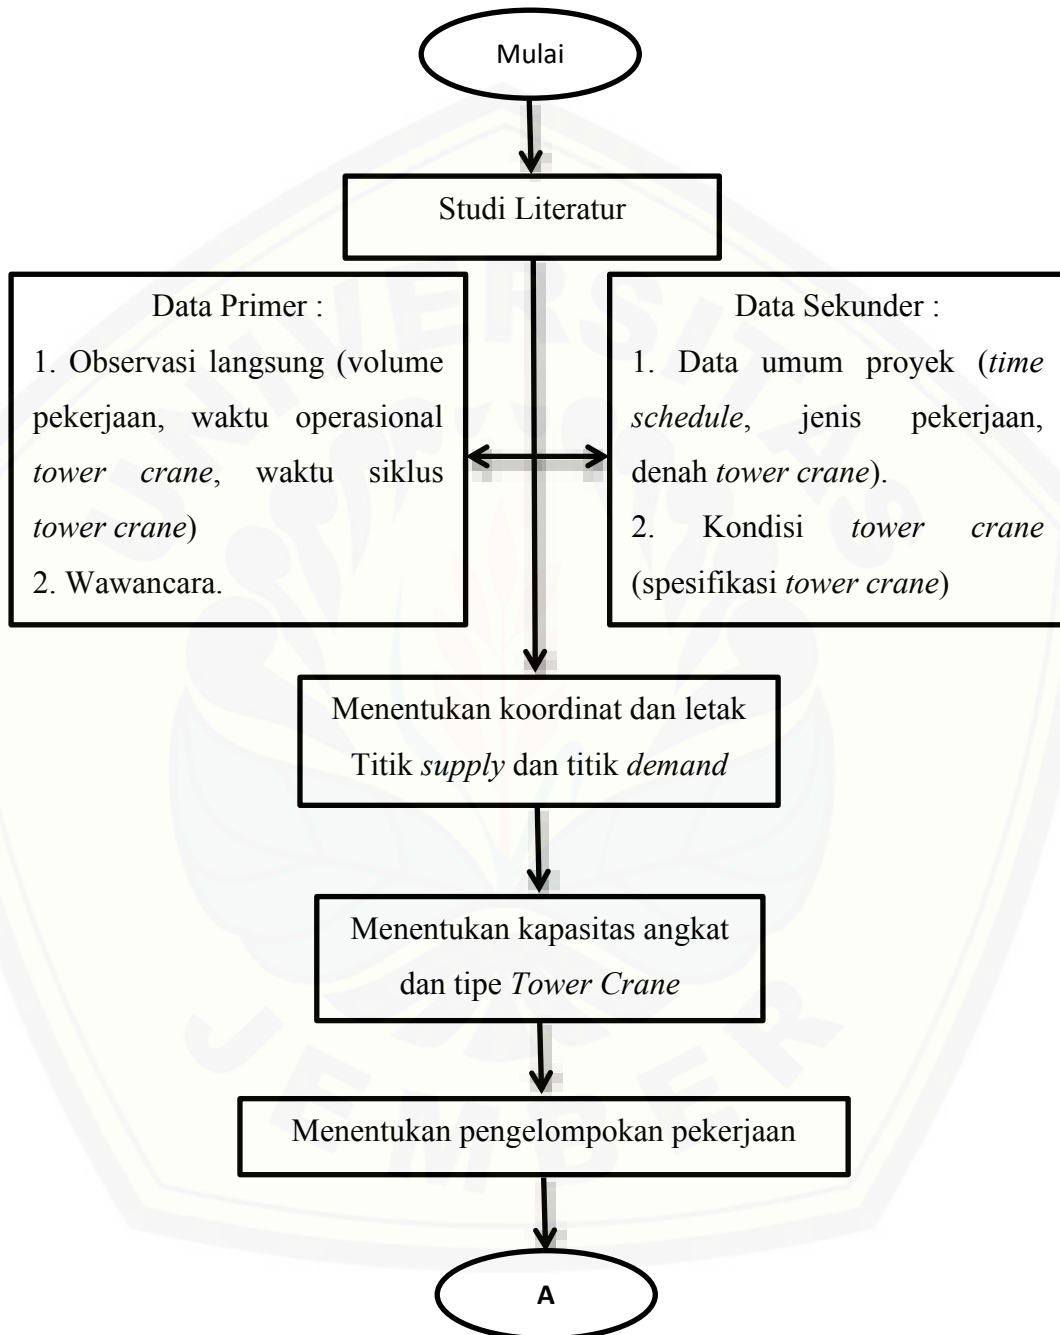 Mulai
Studi Literatur
Data Primer :
1. Observasi langsung (volume
pekerjaan, waktu operasional
tower crane, waktu siklus
tower crane)
2. Wawancara.
Data Sekunder :
1. Data umum proyek (time
schedule, jenis pekerjaan,
denah tower crane).
2. Kondisi tower crane
(spesifikasi tower crane)
Menentukan koordinat dan letak
Titik supply dan titik demand
Menentukan kapasitas angkat
dan tipe Tower Crane
Menentukan pengelompokan pekerjaan
A
UNIVERSITAS
JEMBER